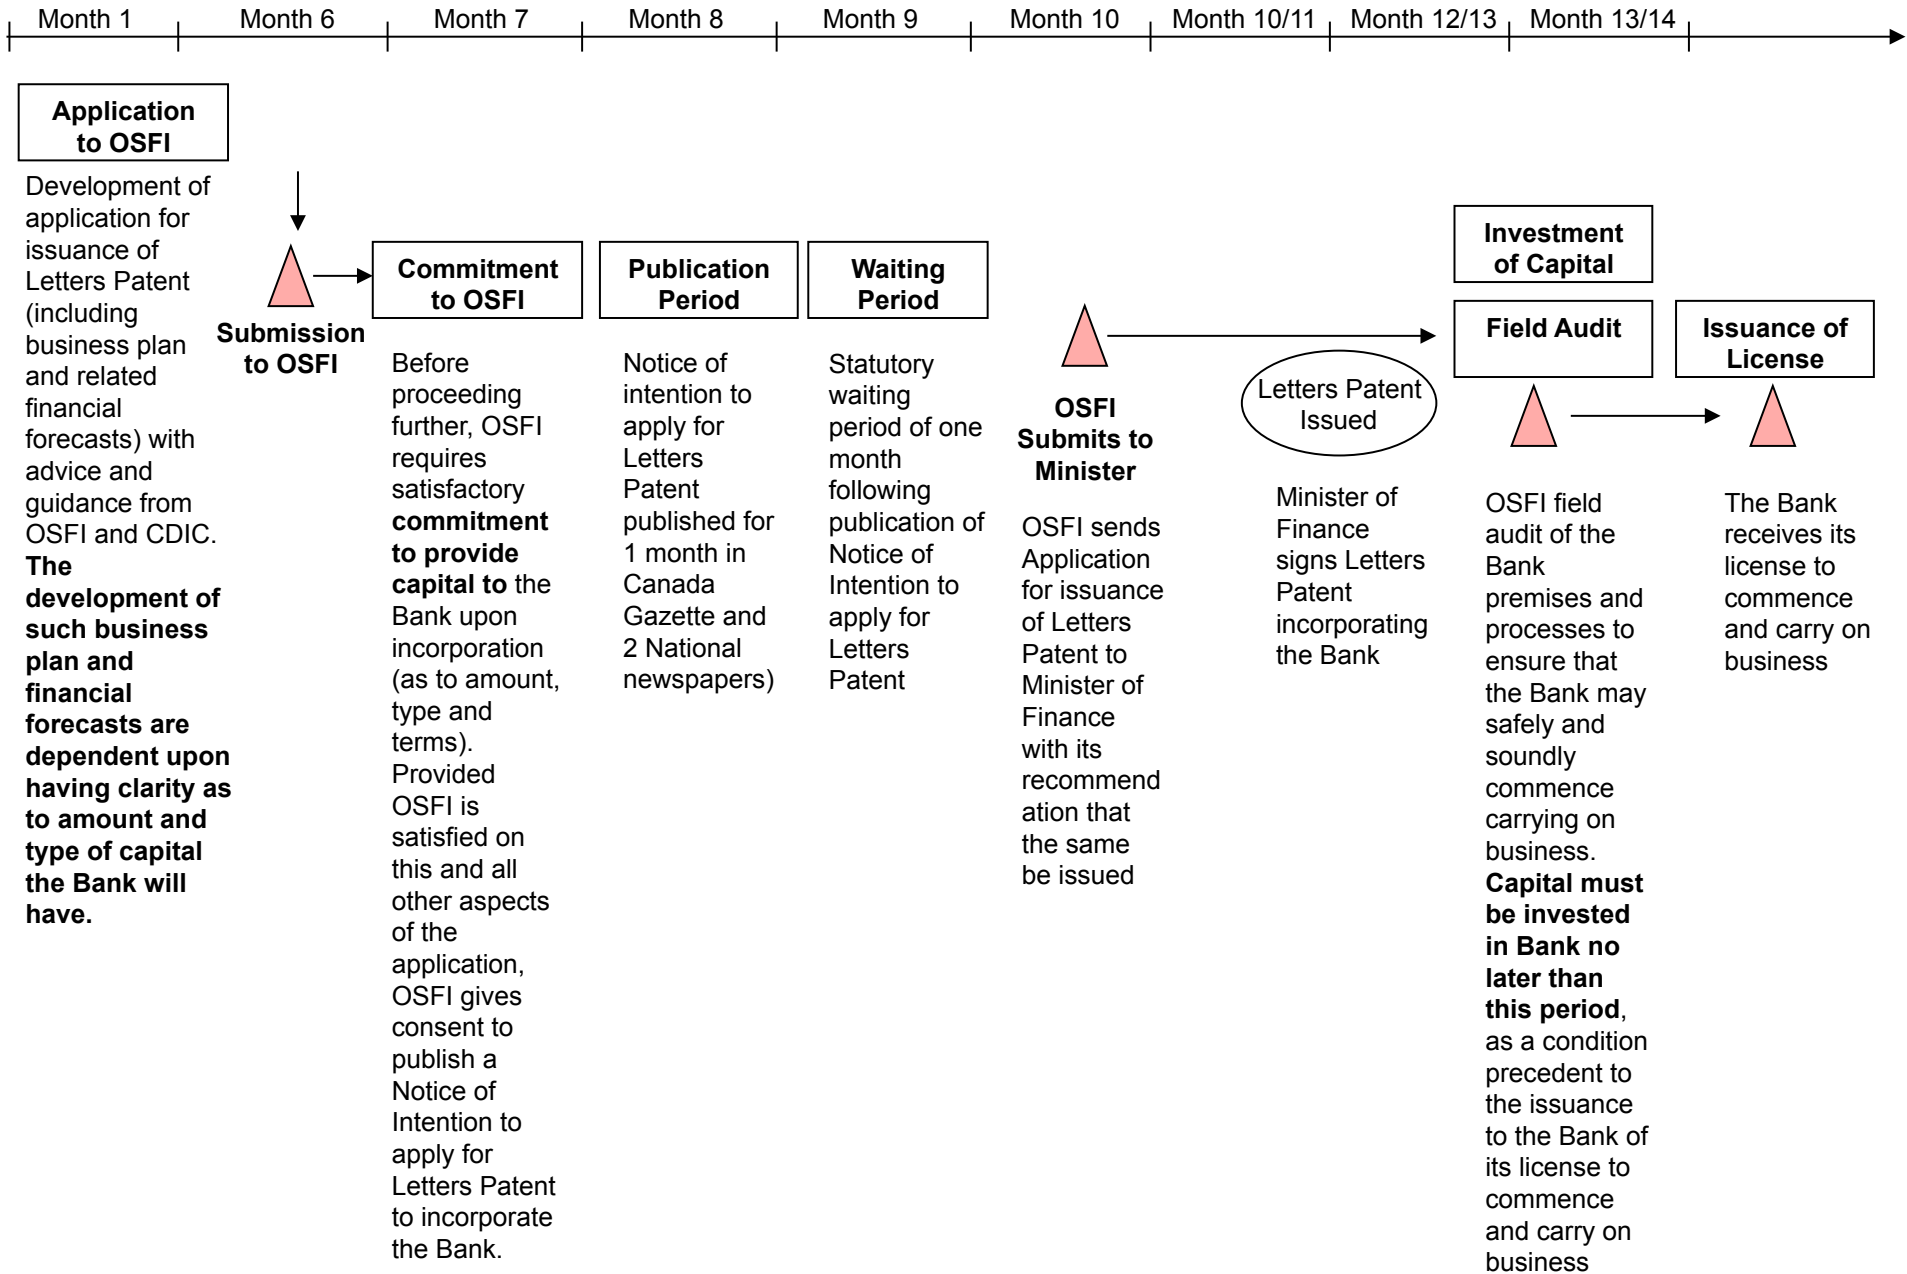 Month 1
Month 6
Month 7
Month 8
Month 9
Month 10
Month 10/11
Month 12/13
Month 13/14
Application
to OSFI
Development of
application for
issuance of
Letters Patent
(including
business plan
and related
financial
forecasts) with
advice and
guidance from
OSFI and CDIC.
The
development of
such business
plan and
financial
forecasts are
dependent upon
having clarity as
to amount and
type of capital
the Bank will
have.
Submission
to OSFI
Commitment
to OSFI
Before
proceeding
further, OSFI
requires
satisfactory
commitment
to provide
capital to the
Bank upon
incorporation
(as to amount,
type and
terms).
Provided
OSFI is
satisfied on
this and all
other aspects
of the
application,
OSFI gives
consent to
publish a
Notice of
Intention to
apply for
Letters Patent
to incorporate
the Bank.
Publication
Period
Notice of
intention to
apply for
Letters
Patent
published for
1 month in
Canada
Gazette and
2 National
newspapers)
Waiting
Period
Statutory
waiting
period of one
month
following
publication of
Notice of
Intention to
apply for
Letters
Patent
OSFI
Submits to
Minister
OSFI sends
Application
for issuance
of Letters
Patent to
Minister of
Finance
with its
recommend
ation that
the same
be issued
Letters Patent
Issued
Minister of
Finance
signs Letters
Patent
incorporating
the Bank
Investment
of Capital
Field Audit
OSFI field
audit of the
Bank
premises and
processes to
ensure that
the Bank may
safely and
soundly
commence
carrying on
business.
Capital must
be invested
in Bank no
later than
this period,
as a condition
precedent to
the issuance
to the Bank of
its license to
commence
and carry on
business
Issuance of
License
The Bank
receives its
license to
commence
and carry on
business